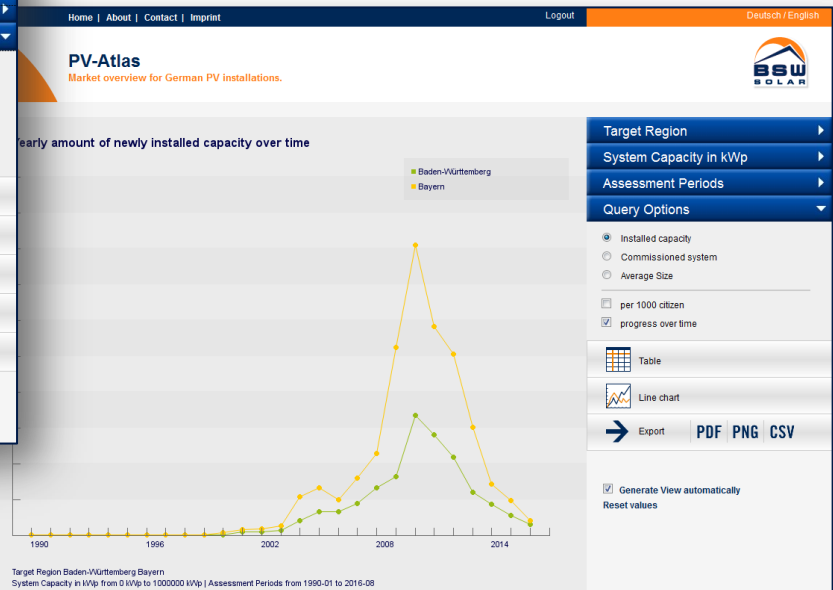 Home | About | Contact | Imprint
Logout
Deutsch / English
PV-Atlas
Market overview for German PV installations.
BSW
SOLAR
early amount of newly installed capacity over time
Baden-Württemberg
Bayern
1990
1996
2002
2008
2014
Target Region Baden-Württemberg Bayern
System Capacity in kWp from 0 kWp to 1000000 kWp | Assessment Periods from 1990-01 to 2016-08
Target Region
System Capacity in kWp
Assessment Periods
Query Options
Installed capacity
Commissioned system
Average Size
per 1000 citizen
progress over time
Table
Line chart
Export PDF PNG CSV
Generate View automatically
Reset values